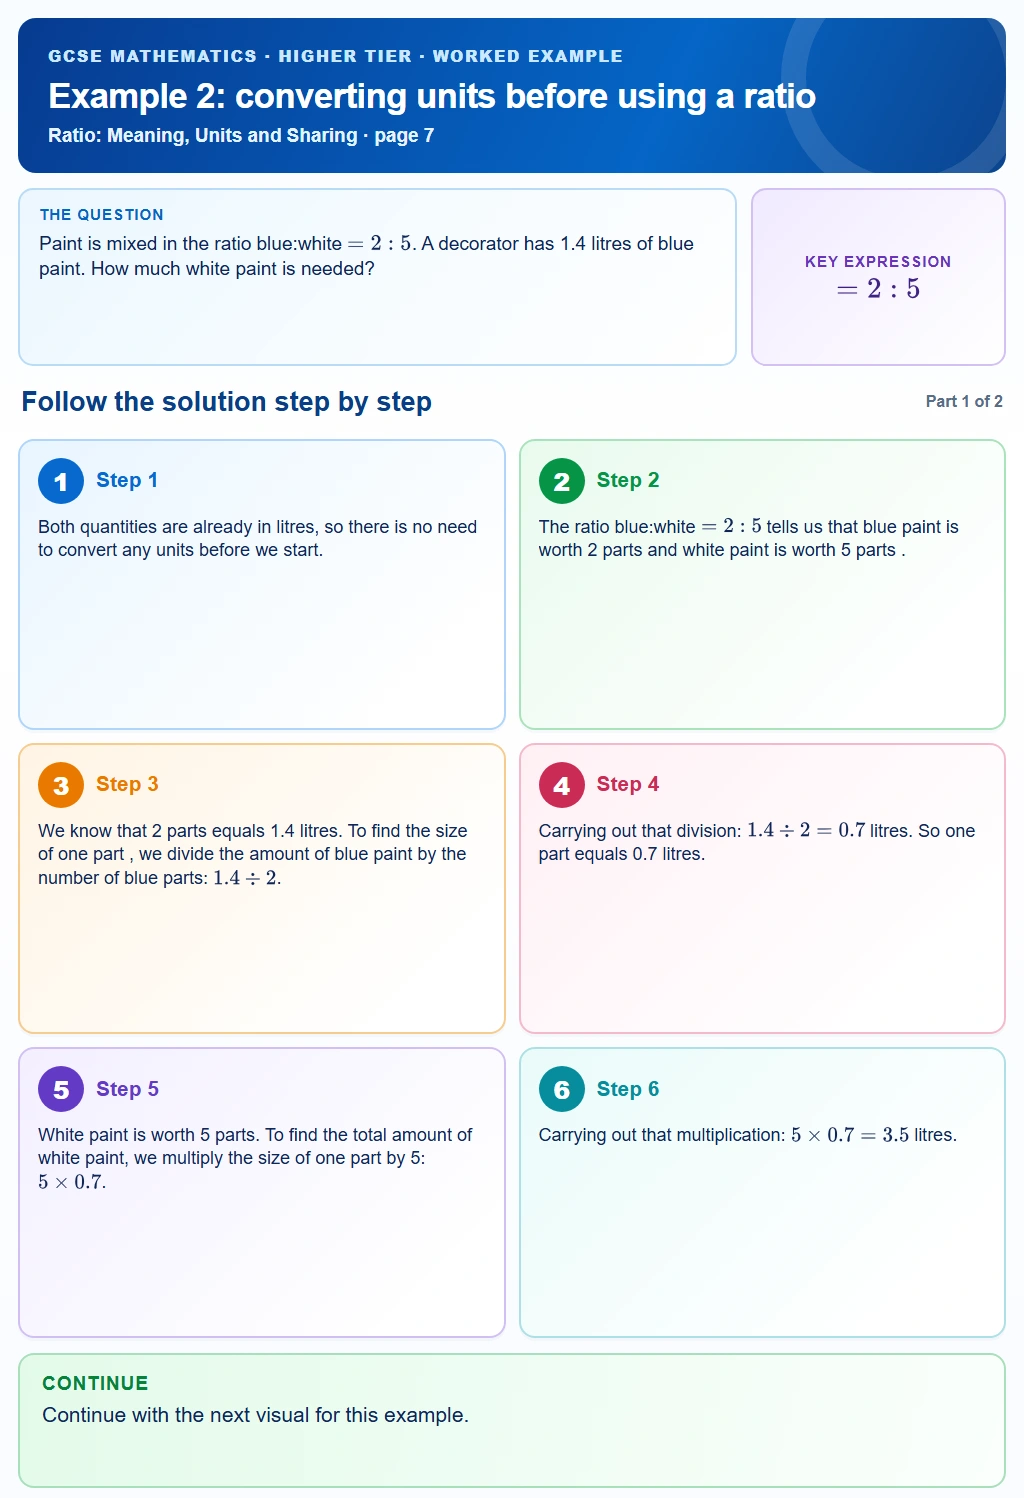 GCSE MATHEMATICS · HIGHER TIER · WORKED EXAMPLE
Example 2: converting units before using a ratio
Ratio: Meaning, Units and Sharing · page 7
THE QUESTION
Paint is mixed in the ratio blue:white = 2 : 5. A decorator has 1.4 litres of blue
paint. How much white paint is needed?
KEY EXPRESSION
= 2 : 5
Follow the solution step by step
Part 1 of 2
1 Step 1
Both quantities are already in litres, so there is no need
to convert any units before we start.
2 Step 2
The ratio blue:white = 2 : 5 tells us that blue paint is
worth 2 parts and white paint is worth 5 parts .
3 Step 3
We know that 2 parts equals 1.4 litres. To find the size
of one part , we divide the amount of blue paint by the
number of blue parts: 1.4 ÷ 2.
4 Step 4
Carrying out that division: 1.4 ÷ 2 = 0.7 litres. So one
part equals 0.7 litres.
5 Step 5
White paint is worth 5 parts. To find the total amount of
white paint, we multiply the size of one part by 5:
5 × 0.7.
6 Step 6
Carrying out that multiplication: 5 × 0.7 = 3.5 litres.
CONTINUE
Continue with the next visual for this example.